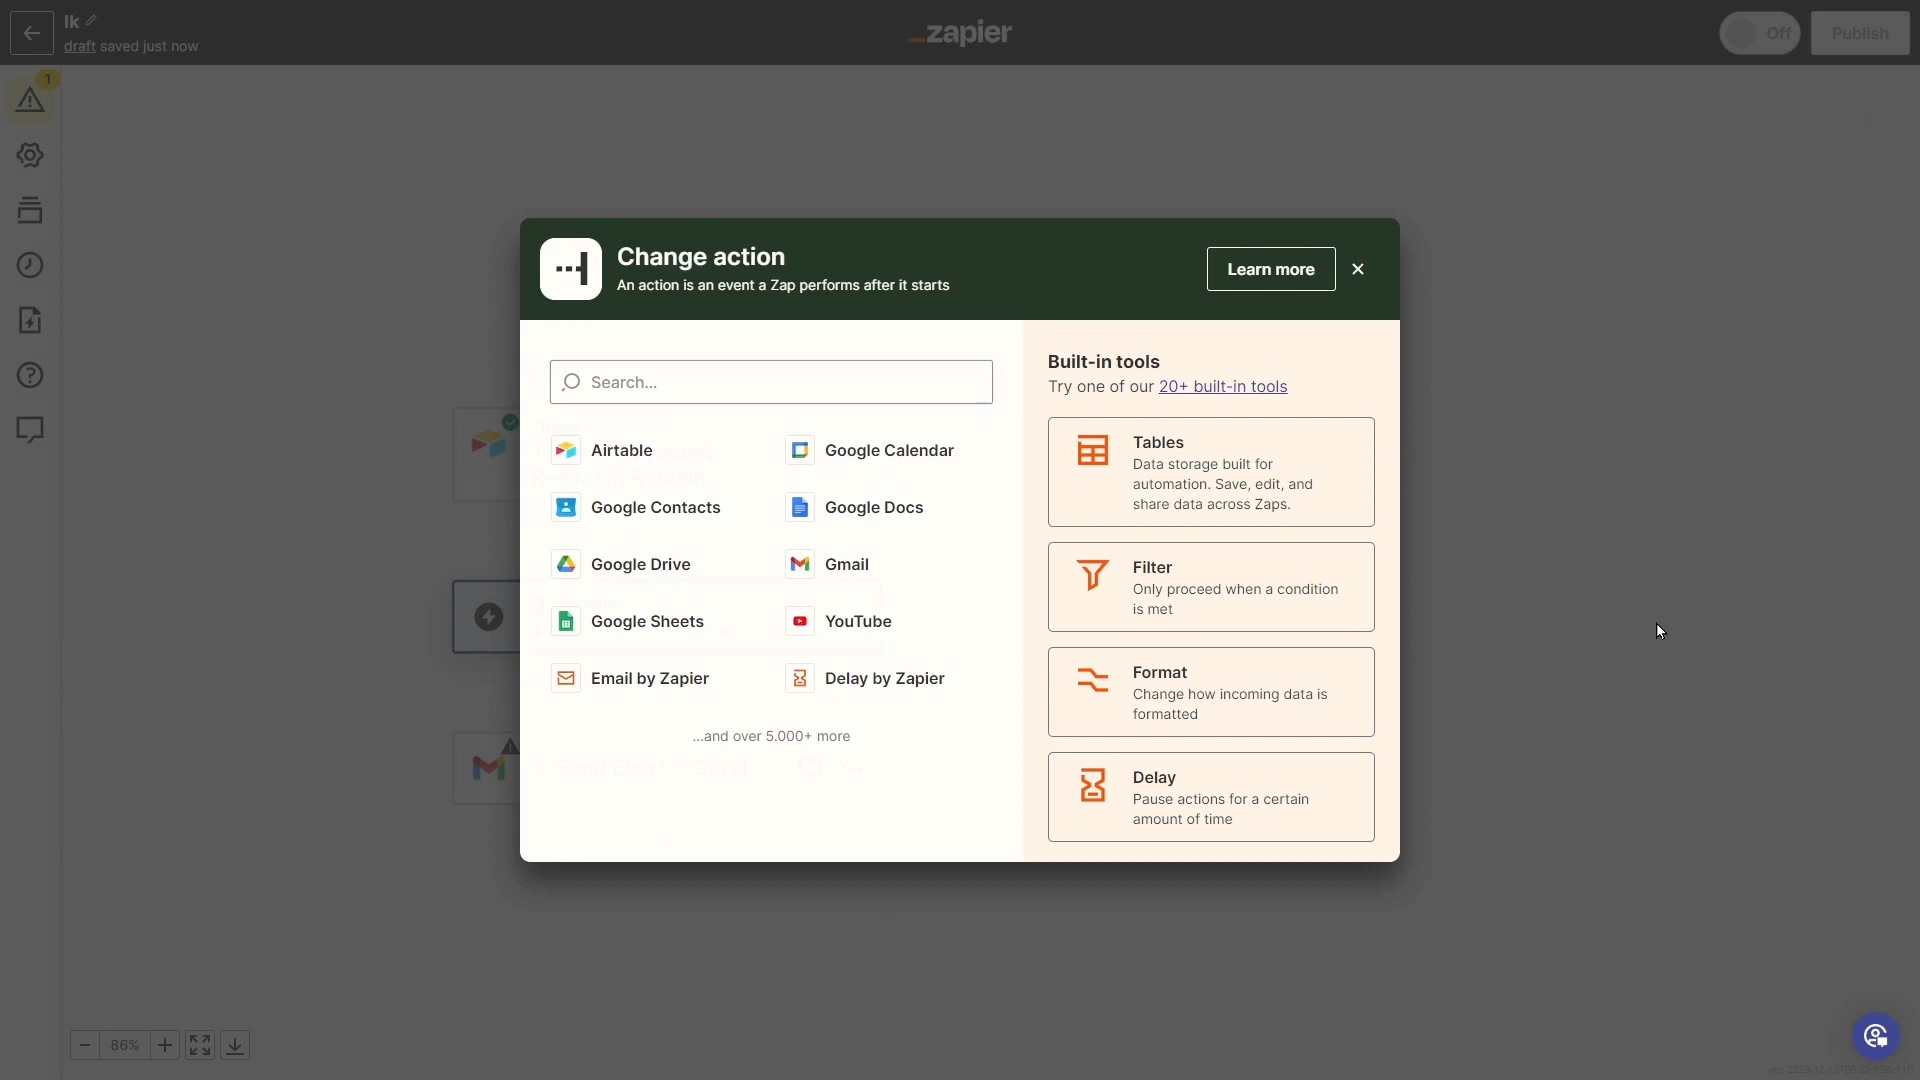 lk
draft saved just now
zapier
Off
Publish
1
Change action
An action is an event a Zap performs after it starts
Learn more
Search...
Airtable
Google Calendar
Google Contacts
Google Docs
Google Drive
Gmail
Google Sheets
YouTube
Email by Zapier
Delay by Zapier
...and over 5.000+ more
Built-in tools
Try one of our 20+ built-in tools
Tables
Data storage built for
automation. Save, edit, and
share data across Zaps.
Filter
Only proceed when a condition
is met
Format
Change how incoming data is
formatted
Delay
Pause actions for a certain
amount of time
86%